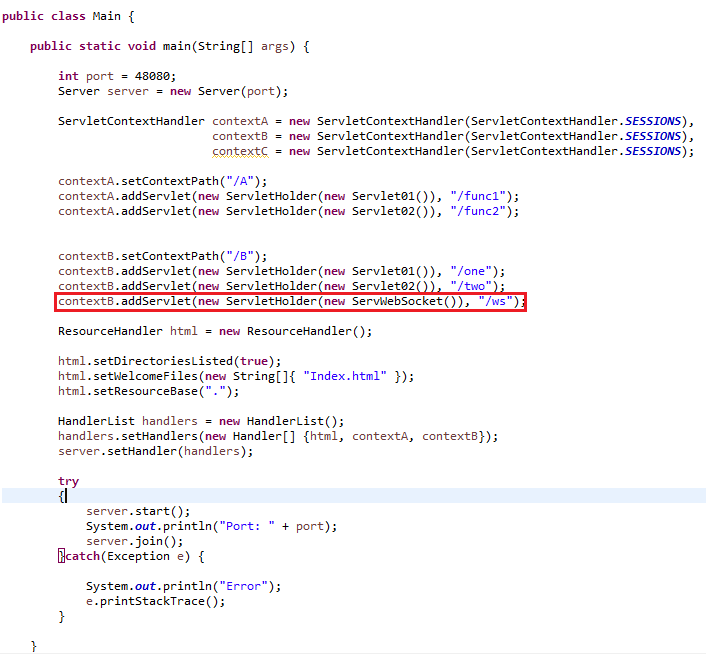 public class Main {
public static void main(String[] args) {
int port = 48080;
Server server = new Server(port);
ServletContextHandler contextA = new ServletContextHandler(ServletContextHandler.SESSIONS),
contextB = new ServletContextHandler(ServletContextHandler.SESSIONS),
contextC = new ServletContextHandler(ServletContextHandler.SESSIONS);
contextA.setContextPath("/A");
contextA.addServlet(new ServletHolder(new Servlet01()), "/func1");
contextA.addServlet(new ServletHolder(new Servlet02()), "/func2");
contextB.setContextPath("/B");
contextB.addServlet(new ServletHolder(new Servlet01()), "/one");
contextB.addServlet(new ServletHolder(new Servlet02()), "/two");
contextB.addServlet(new ServletHolder(new ServWebSocket()), "/ws");
ResourceHandler html = new ResourceHandler();
html.setDirectoriesListed(true);
html.setWelcomeFiles(new String[]{ "Index.html" });
html.setResourceBase(".");
HandlerList handlers = new HandlerList();
handlers.setHandlers(new Handler[] {html, contextA, contextB});
server.setHandler(handlers);
try
{
server.start();
System.out.println("Port: " + port);
server.join();
}catch(Exception e) {
System.out.println("Error");
e.printStackTrace();
}
}